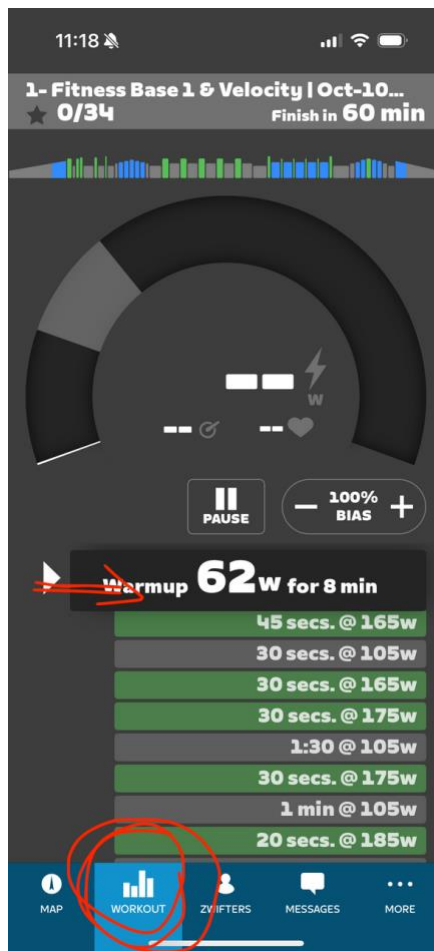 11:18
1- Fitness Base 1 & Velocity | Oct-10...
0/34
Finish in 60 min
-- W
-- --
PAUSE
− 100% BIAS +
Warmup 62w for 8 min
45 secs. @ 165w
30 secs. @ 105w
30 secs. @ 165w
30 secs. @ 175w
1:30 @ 105w
30 secs. @ 175w
1 min @ 105w
20 secs. @ 185w
MAP
WORKOUT
ZWIFTERS
MESSAGES
MORE